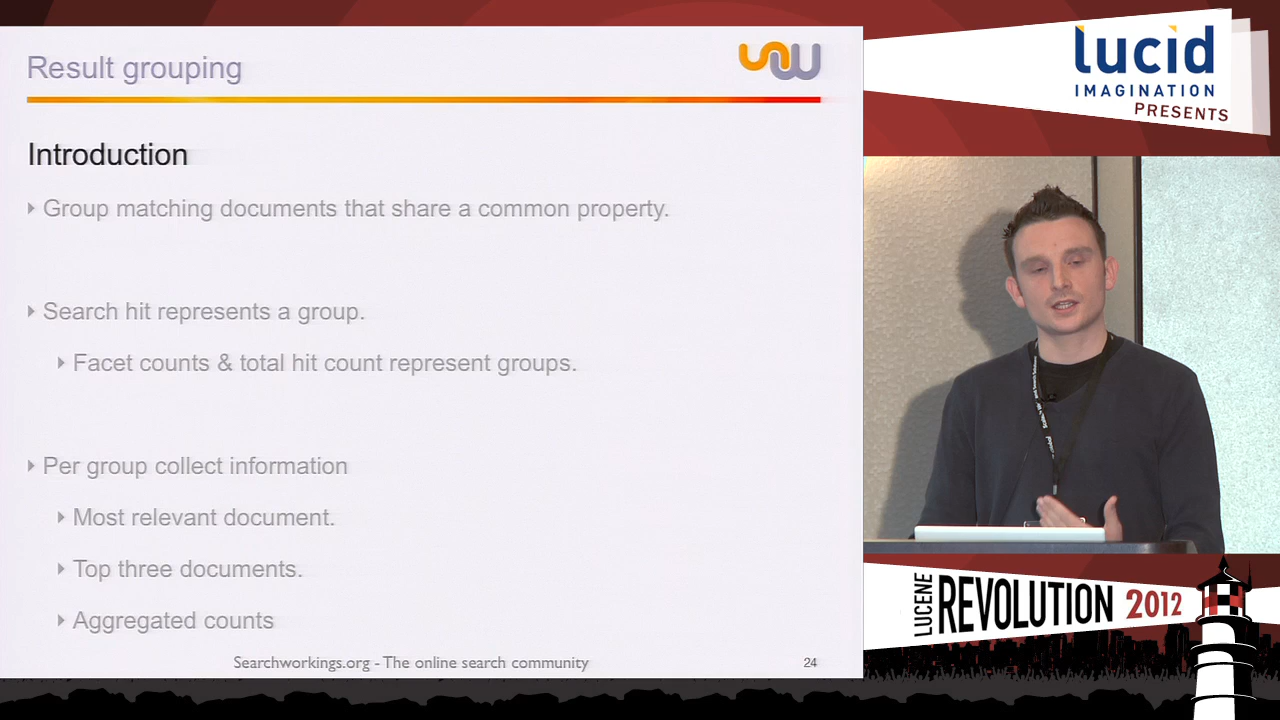 Result grouping
Introduction
Group matching documents that share a common property.
Search hit represents a group.
Facet counts & total hit count represent groups.
Per group collect information
Most relevant document.
Top three documents.
Aggregated counts
Searchworkings.org - The online search community
24
lucid
IMAGINATION
PRESENTS
LUCENE
REVOLUTION 2012